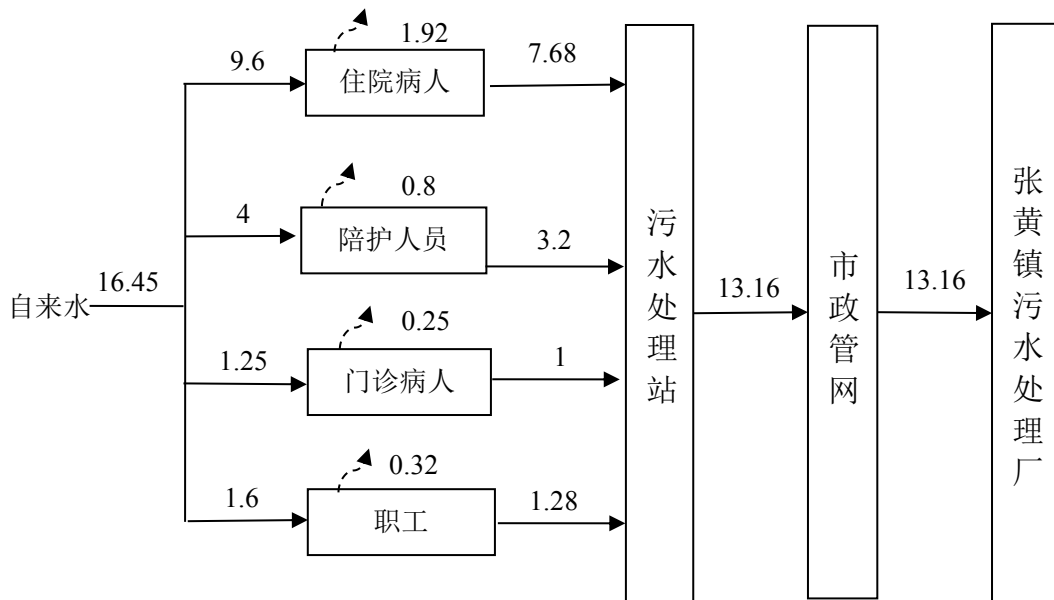 1.92
9.6
住院病人
7.68
0.8
4
陪护人员
3.2
自来水
16.45
0.25
1.25
门诊病人
1
0.32
1.6
职工
1.28
污水处理站
13.16
市政管网
13.16
张黄镇污水处理厂